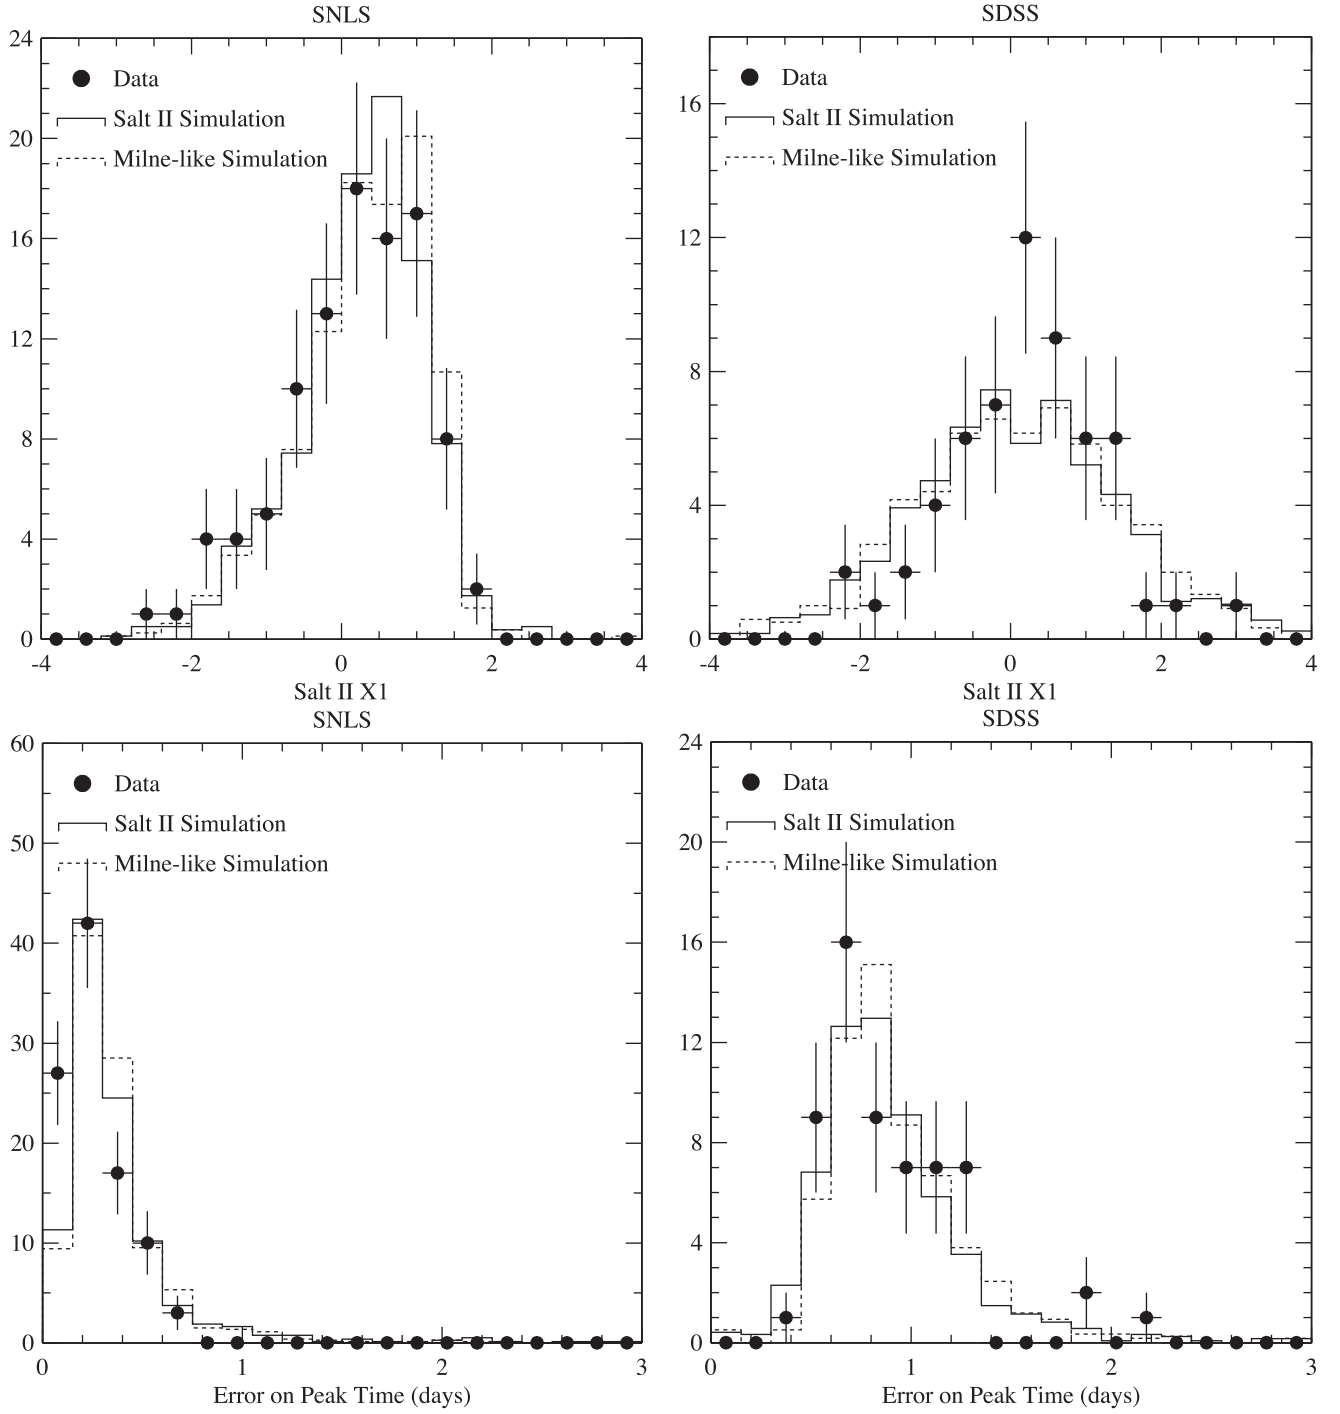 SNLS
24
20
16
12
8
4
0
Data
Salt II Simulation
Milne-like Simulation
-4 -2 0 2 4
Salt II X1
SDSS
16
12
8
4
0
Data
Salt II Simulation
Milne-like Simulation
-4 -2 0 2 4
Salt II X1
SNLS
60
50
40
30
20
10
0
Data
Salt II Simulation
Milne-like Simulation
0 1 2 3
Error on Peak Time (days)
SDSS
24
20
16
12
8
4
0
Data
Salt II Simulation
Milne-like Simulation
0 1 2 3
Error on Peak Time (days)